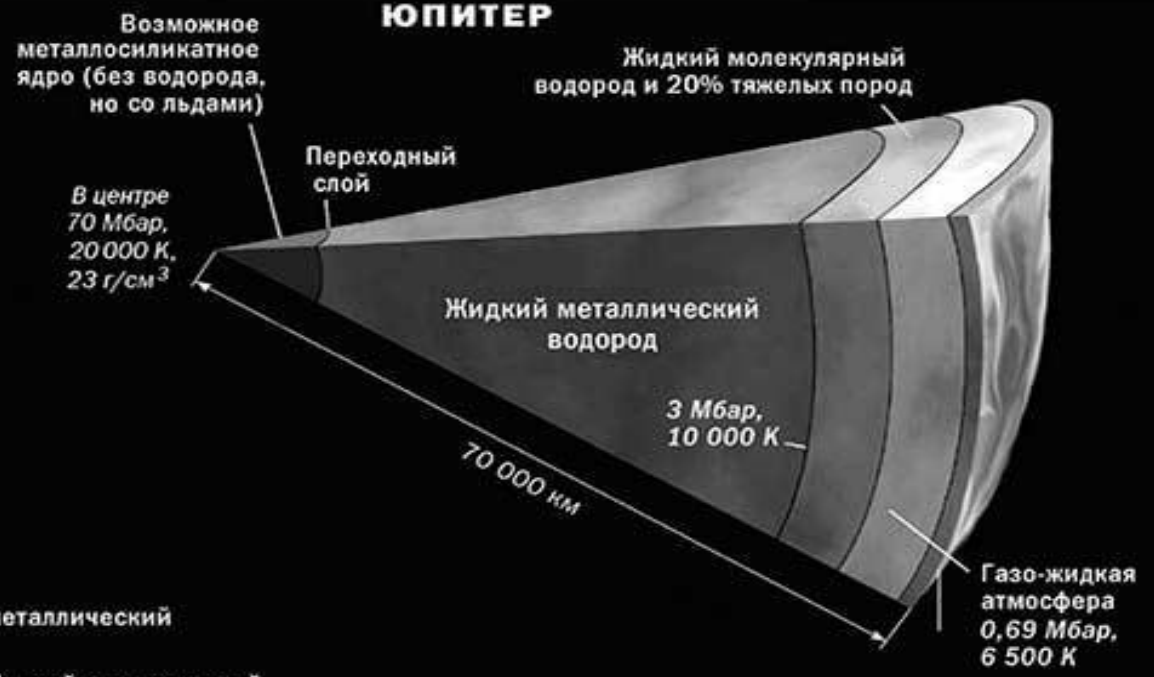 ЮПИТЕР
Возможное
металлосиликатное
ядро (без водорода,
но со льдами)
Жидкий молекулярный
водород и 20% тяжелых пород
Переходный
слой
В центре
70 Мбар,
20 000 К,
23 г/см³
Жидкий металлический
водород
3 Мбар,
10 000 К
70 000 км
Газо-жидкая
атмосфера
0,69 Мбар,
6 500 К
еталлический